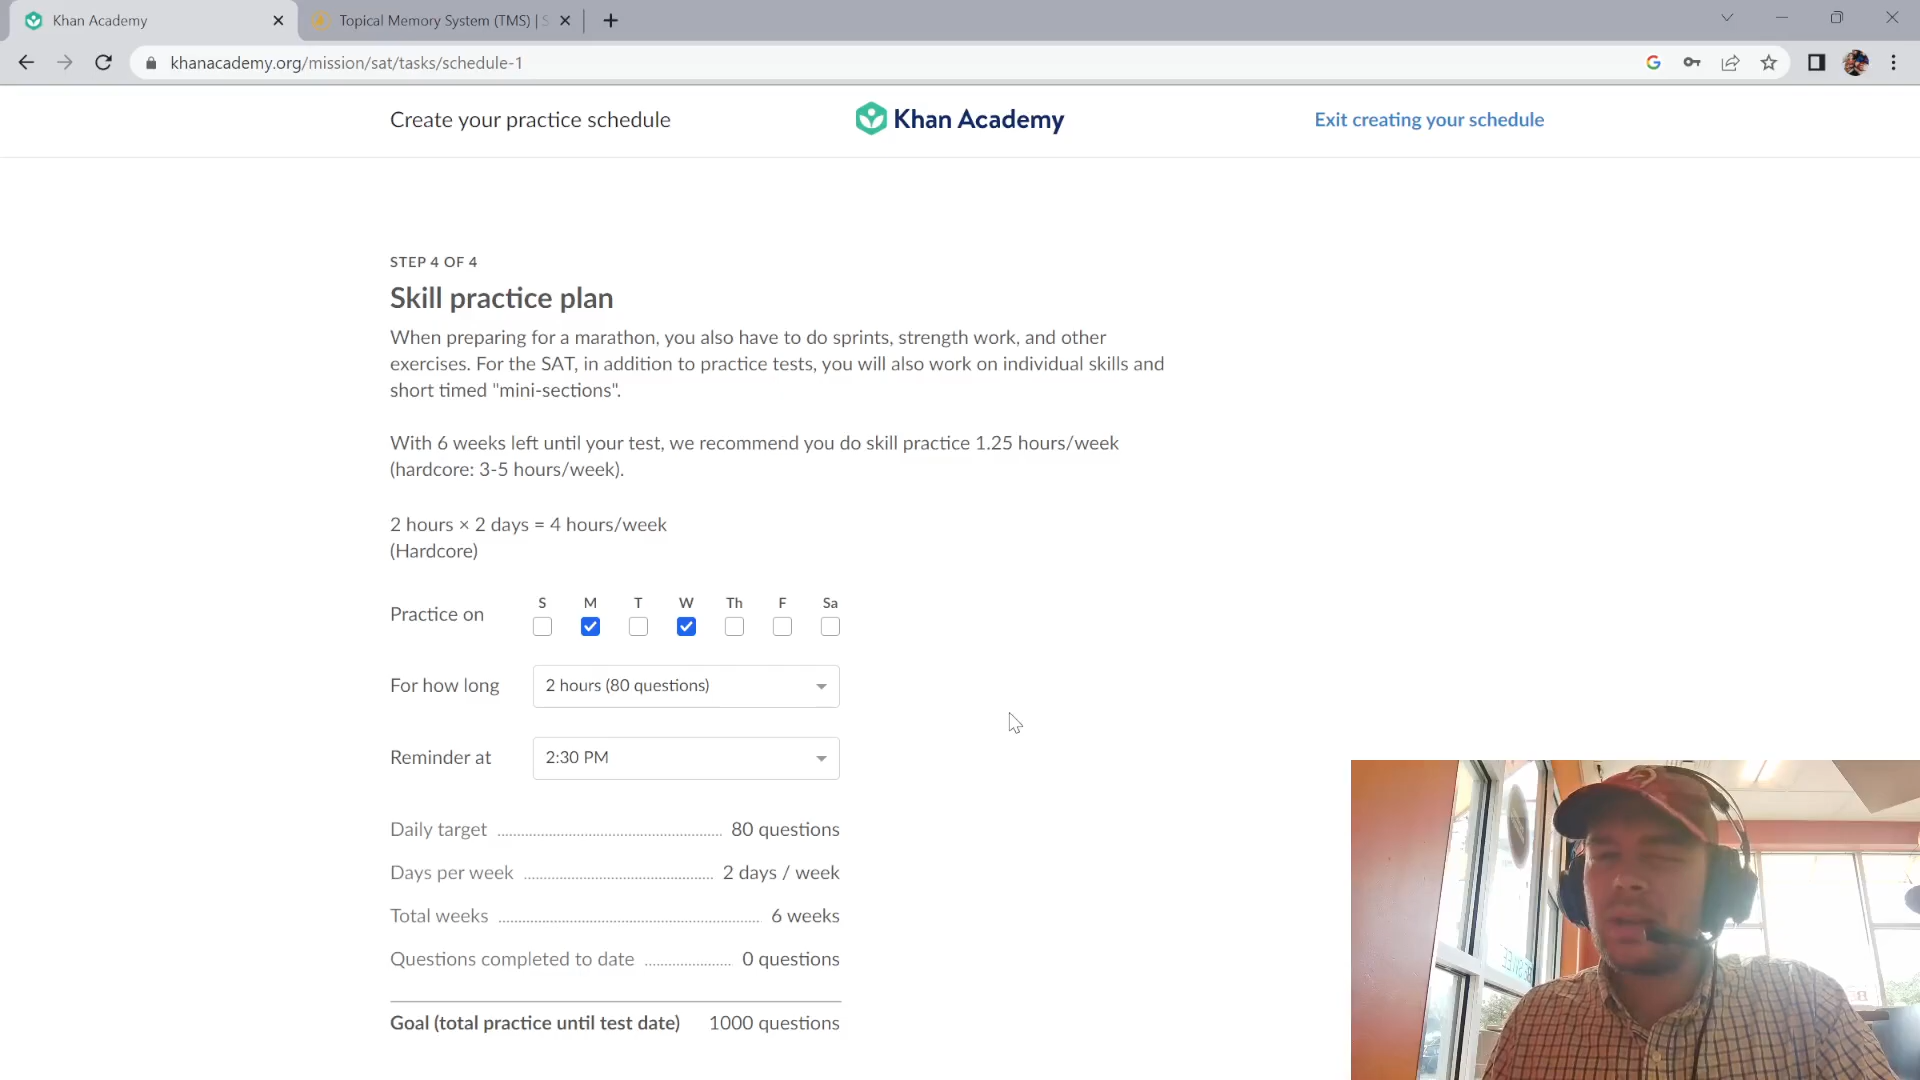 Khan Academy
Topical Memory System (TMS) | S
khanacademy.org/mission/sat/tasks/schedule-1
Create your practice schedule
Khan Academy
Exit creating your schedule
STEP 4 OF 4
Skill practice plan
When preparing for a marathon, you also have to do sprints, strength work, and other
exercises. For the SAT, in addition to practice tests, you will also work on individual skills and
short timed "mini-sections".
With 6 weeks left until your test, we recommend you do skill practice 1.25 hours/week
(hardcore: 3-5 hours/week).
2 hours × 2 days = 4 hours/week
(Hardcore)
Practice on S M T W Th F Sa
For how long 2 hours (80 questions)
Reminder at 2:30 PM
Daily target 80 questions
Days per week 2 days / week
Total weeks 6 weeks
Questions completed to date 0 questions
Goal (total practice until test date) 1000 questions